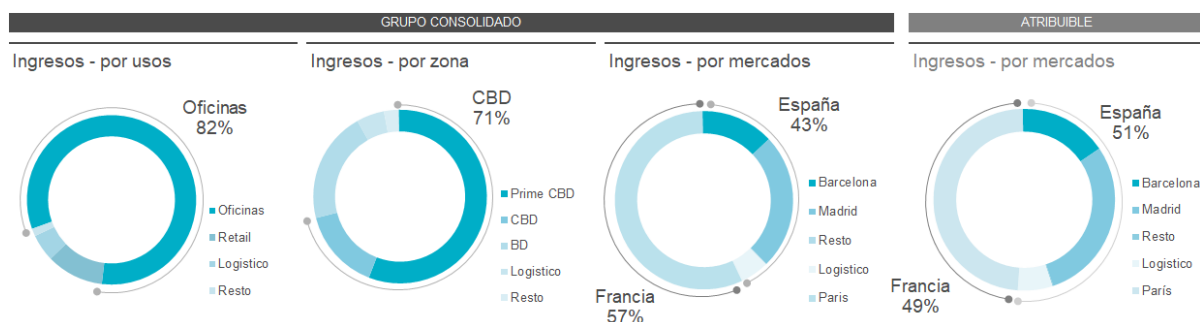 GRUPO CONSOLIDADO
ATRIBUIBLE
Ingresos - por usos
Oficinas
82%
Oficinas
Retail
Logistico
Resto
Ingresos - por zona
CBD
71%
Prime CBD
CBD
BD
Logistico
Resto
Ingresos - por mercados
España
43%
Barcelona
Madrid
Resto
Logistico
Paris
Francia
57%
Ingresos - por mercados
España
51%
Barcelona
Madrid
Resto
Logistico
París
Francia
49%